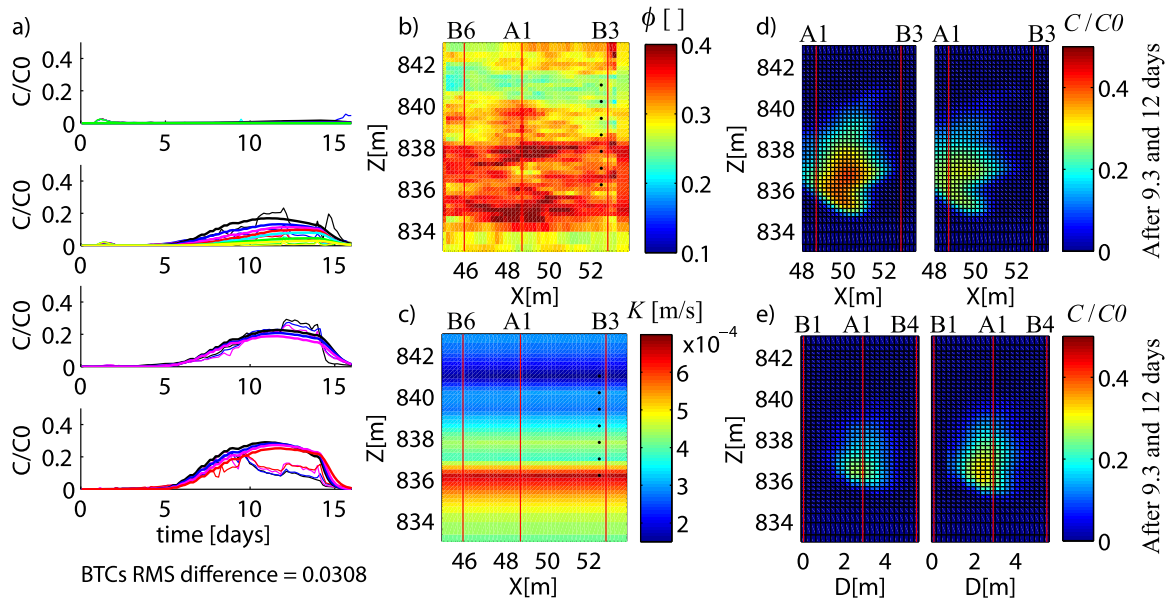 a)
C/C0
0.4
0.2
0
0 5 10 15
C/C0
0.4
0.2
0
0 5 10 15
C/C0
0.4
0.2
0
0 5 10 15
C/C0
0.4
0.2
0
0 5 10 15
time [days]
BTCs RMS difference = 0.0308
b)
ϕ [ ]
B6 A1 B3
Z[m]
842
840
838
836
834
46 48 50 52
X[m]
0.4
0.3
0.2
0.1
c)
K [m/s]
B6 A1 B3
x10⁻⁴
Z[m]
842
840
838
836
834
46 48 50 52
X[m]
6
5
4
3
2
d)
C/C0
A1 B3 A1 B3
Z[m]
842
840
838
836
833
48 50 52 48 50 52
X[m] X[m]
0.4
0.2
0
After 9.3 and 12 days
e)
C/C0
B1 A1 B4 B1 A1 B4
Z[m]
842
840
838
836
833
0 2 4 0 2 4
D[m] D[m]
0.4
0.2
0
After 9.3 and 12 days